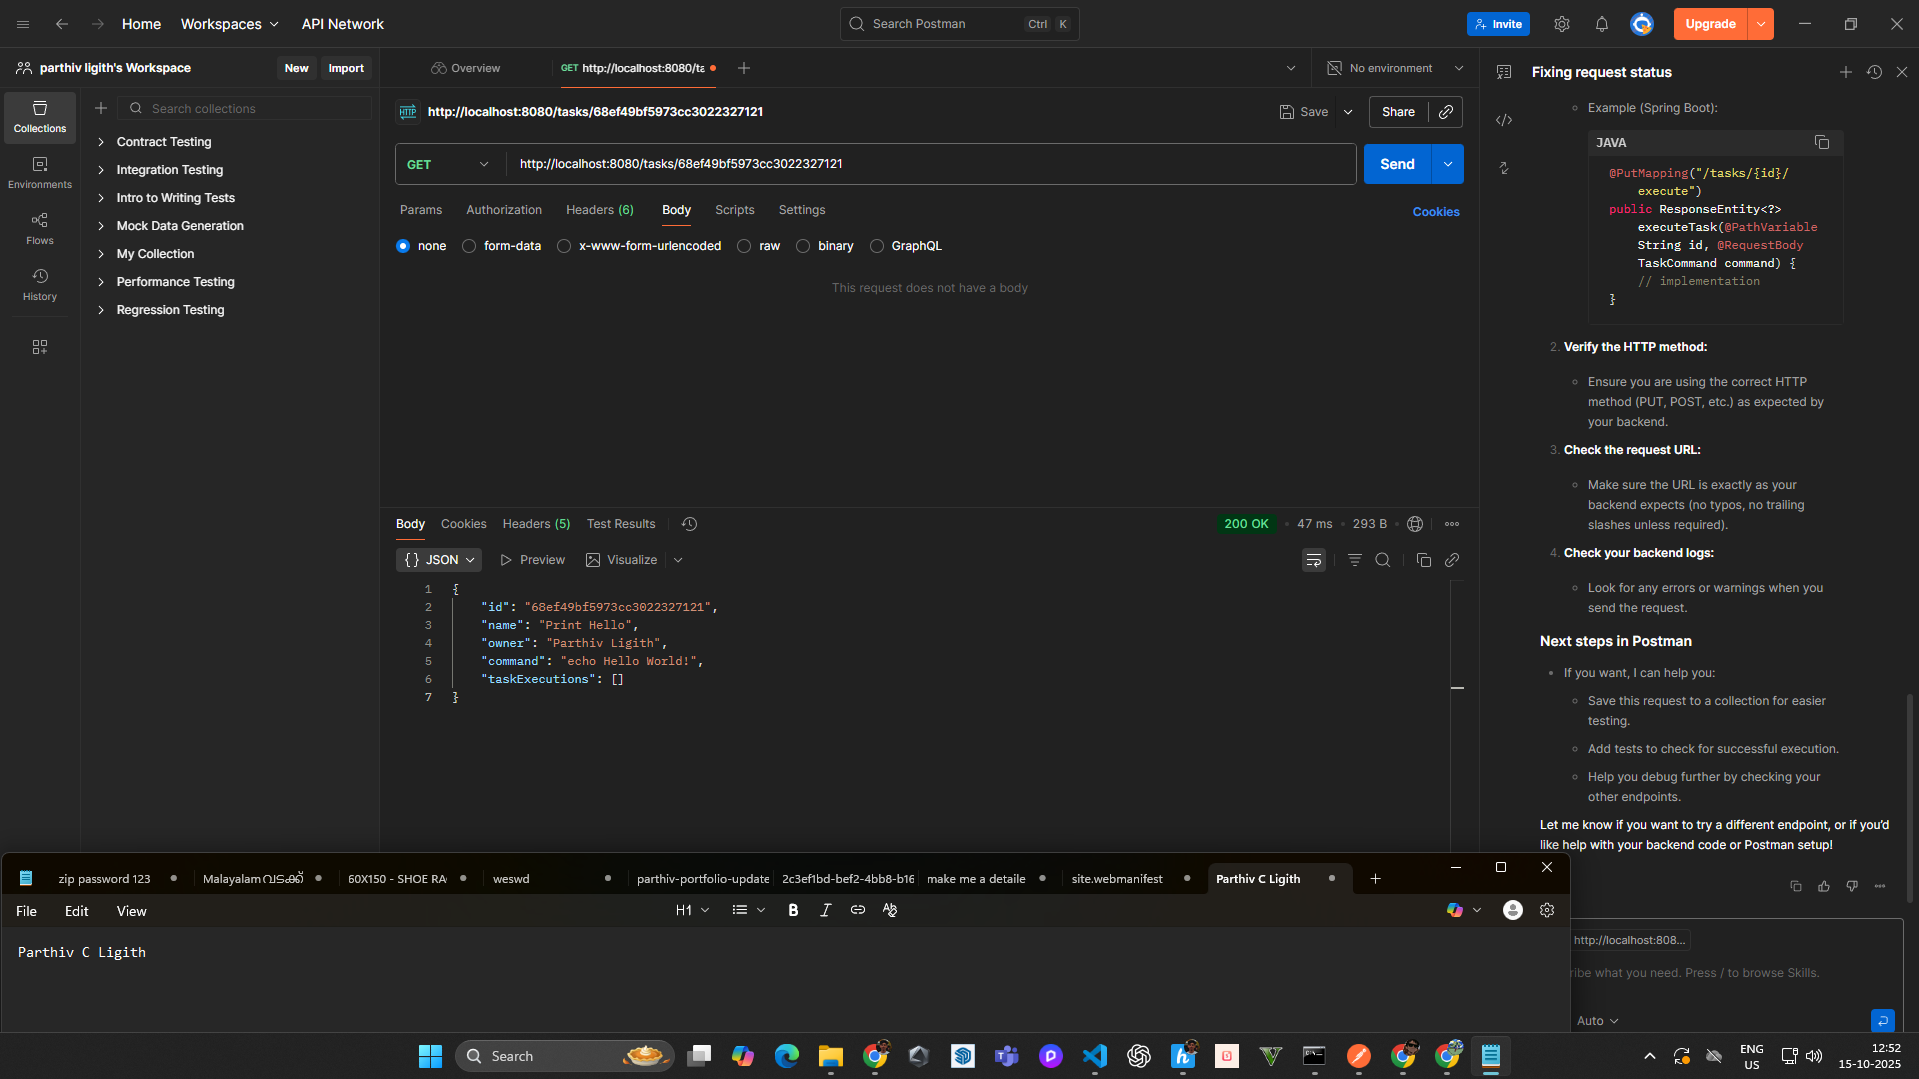 Home
Workspaces
API Network
Search Postman
Ctrl
K
Invite
Upgrade
parthiv ligith's Workspace
New
Import
Overview
GET http://localhost:8080/ta
No environment
Fixing request status
Collections
Search collections
Contract Testing
Integration Testing
Intro to Writing Tests
Mock Data Generation
My Collection
Performance Testing
Regression Testing
Environments
Flows
History
HTTP
http://localhost:8080/tasks/68ef49bf5973cc3022327121
Save
Share
GET
http://localhost:8080/tasks/68ef49bf5973cc3022327121
Send
Params
Authorization
Headers (6)
Body
Scripts
Settings
Cookies
none
form-data
x-www-form-urlencoded
raw
binary
GraphQL
This request does not have a body
Body
Cookies
Headers (5)
Test Results
200 OK
47 ms
293 B
{} JSON
Preview
Visualize
1 {
2 "id": "68ef49bf5973cc3022327121",
3 "name": "Print Hello",
4 "owner": "Parthiv Ligith",
5 "command": "echo Hello World!",
6 "taskExecutions": []
7 }
Example (Spring Boot):
JAVA
@PutMapping("/tasks/{id}/
execute")
public ResponseEntity<?>
executeTask(@PathVariable
String id, @RequestBody
TaskCommand command) {
// implementation
}
2. Verify the HTTP method:
Ensure you are using the correct HTTP
method (PUT, POST, etc.) as expected by
your backend.
3. Check the request URL:
Make sure the URL is exactly as your
backend expects (no typos, no trailing
slashes unless required).
4. Check your backend logs:
Look for any errors or warnings when you
send the request.
Next steps in Postman
If you want, I can help you:
Save this request to a collection for easier
testing.
Add tests to check for successful execution.
Help you debug further by checking your
other endpoints.
Let me know if you want to try a different endpoint, or if you'd
like help with your backend code or Postman setup!
http://localhost:808...
ribe what you need. Press / to browse Skills.
Auto
zip password 123
Malayalam വടക്ക്
60X150 - SHOE RA
weswd
parthiv-portfolio-update
2c3ef1bd-bef2-4bb8-b16
make me a detaile
site.webmanifest
Parthiv C Ligith
File
Edit
View
H1
B
I
Parthiv C Ligith
Search
ENG
US
12:52
15-10-2025